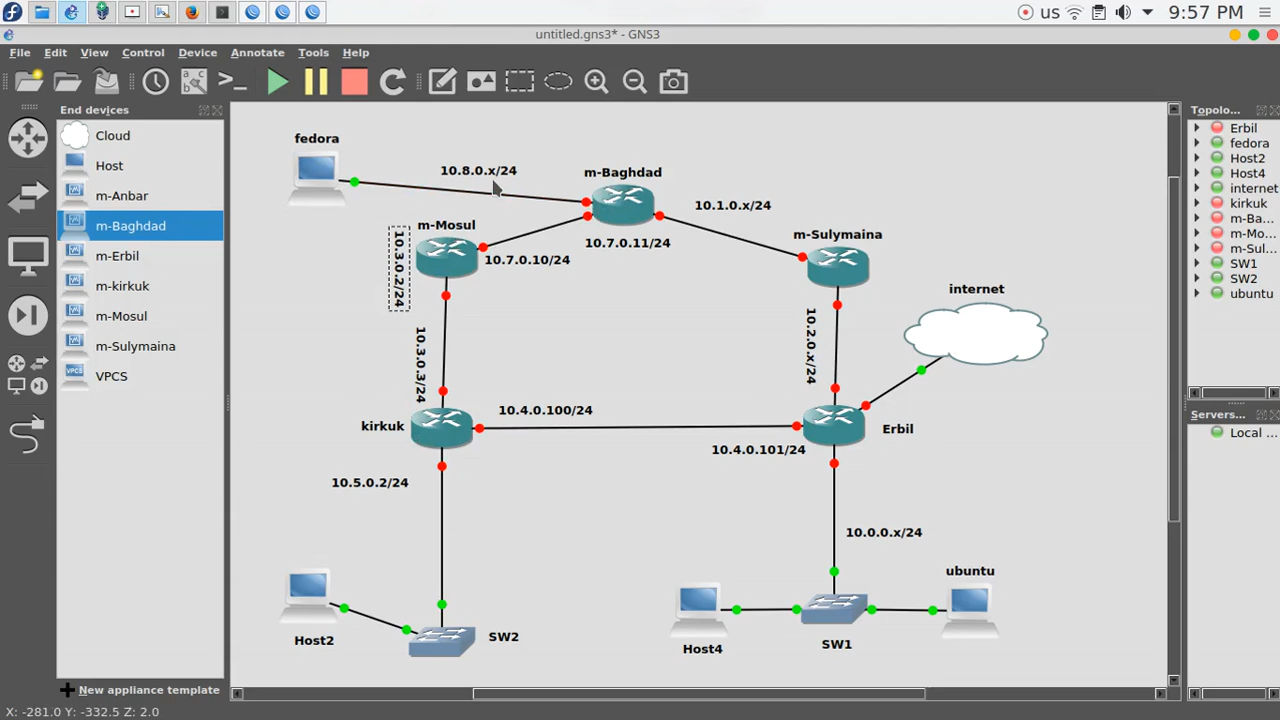 us
9:57 PM
untitled.gns3* - GNS3
File Edit View Control Device Annotate Tools Help
End devices
Cloud
Host
m-Anbar
m-Baghdad
m-Erbil
m-kirkuk
m-Mosul
m-Sulymaina
VPCS
New appliance template
X: -281.0 Y: -332.5 Z: 2.0
fedora
10.8.0.x/24
m-Baghdad
10.1.0.x/24
m-Mosul
10.7.0.11/24
m-Sulymaina
10.7.0.10/24
10.3.0.2/24
internet
10.3.0.3/24
10.2.0.x/24
10.4.0.100/24
kirkuk
Erbil
10.4.0.101/24
10.5.0.2/24
10.0.0.x/24
ubuntu
Host2
SW2
Host4
SW1
Topolo...
Erbil
fedora
Host2
Host4
internet
kirkuk
m-Ba...
m-Mo...
m-Sul...
SW1
SW2
ubuntu
Servers...
Local ...